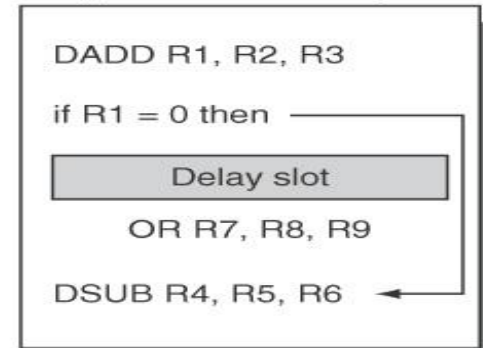 DADD R1, R2, R3
if R1 = 0 then
Delay slot
OR R7, R8, R9
DSUB R4, R5, R6